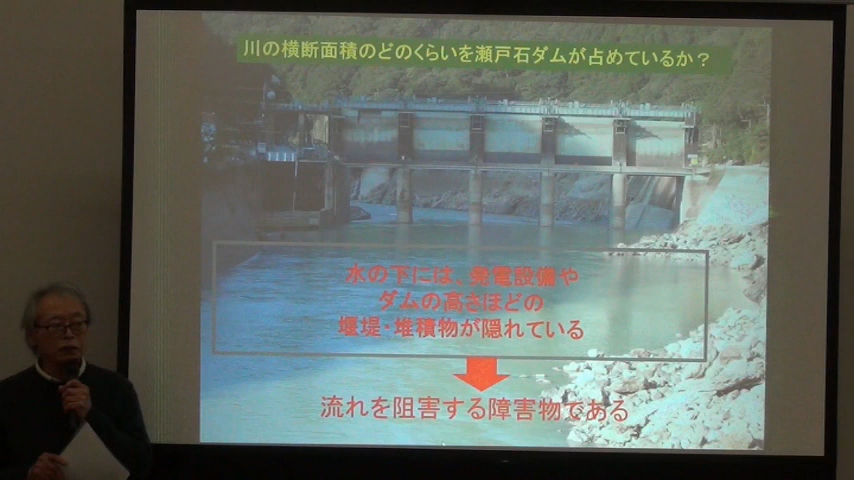 川の横断面積のどのくらいを瀬戸石ダムが占めているか？
水の下には、発電設備や
ダムの高さほどの
堰堤・堆積物が隠れている
流れを阻害する障害物である